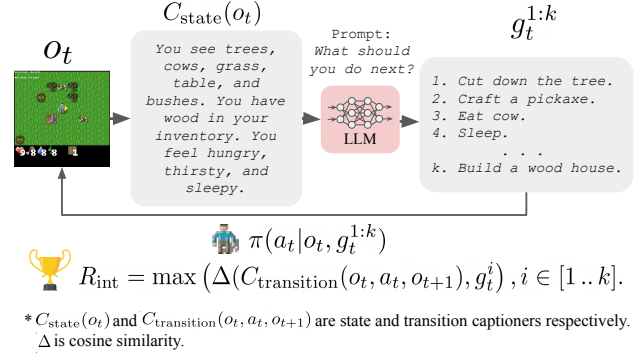 C_state(o_t)
o_t
g_t^{1:k}
You see trees,
cows, grass,
table, and
bushes. You have
wood in your
inventory. You
feel hungry,
thirsty, and
sleepy.
Prompt:
What should
you do next?
LLM
1. Cut down the tree.
2. Craft a pickaxe.
3. Eat cow.
4. Sleep.
. . .
k. Build a wood house.
π(a_t|o_t, g_t^{1:k})
R_int = max (Δ(C_transition(o_t, a_t, o_{t+1}), g_t^i), i ∈ [1 .. k].
* C_state(o_t) and C_transition(o_t, a_t, o_{t+1}) are state and transition captioners respectively.
Δ is cosine similarity.